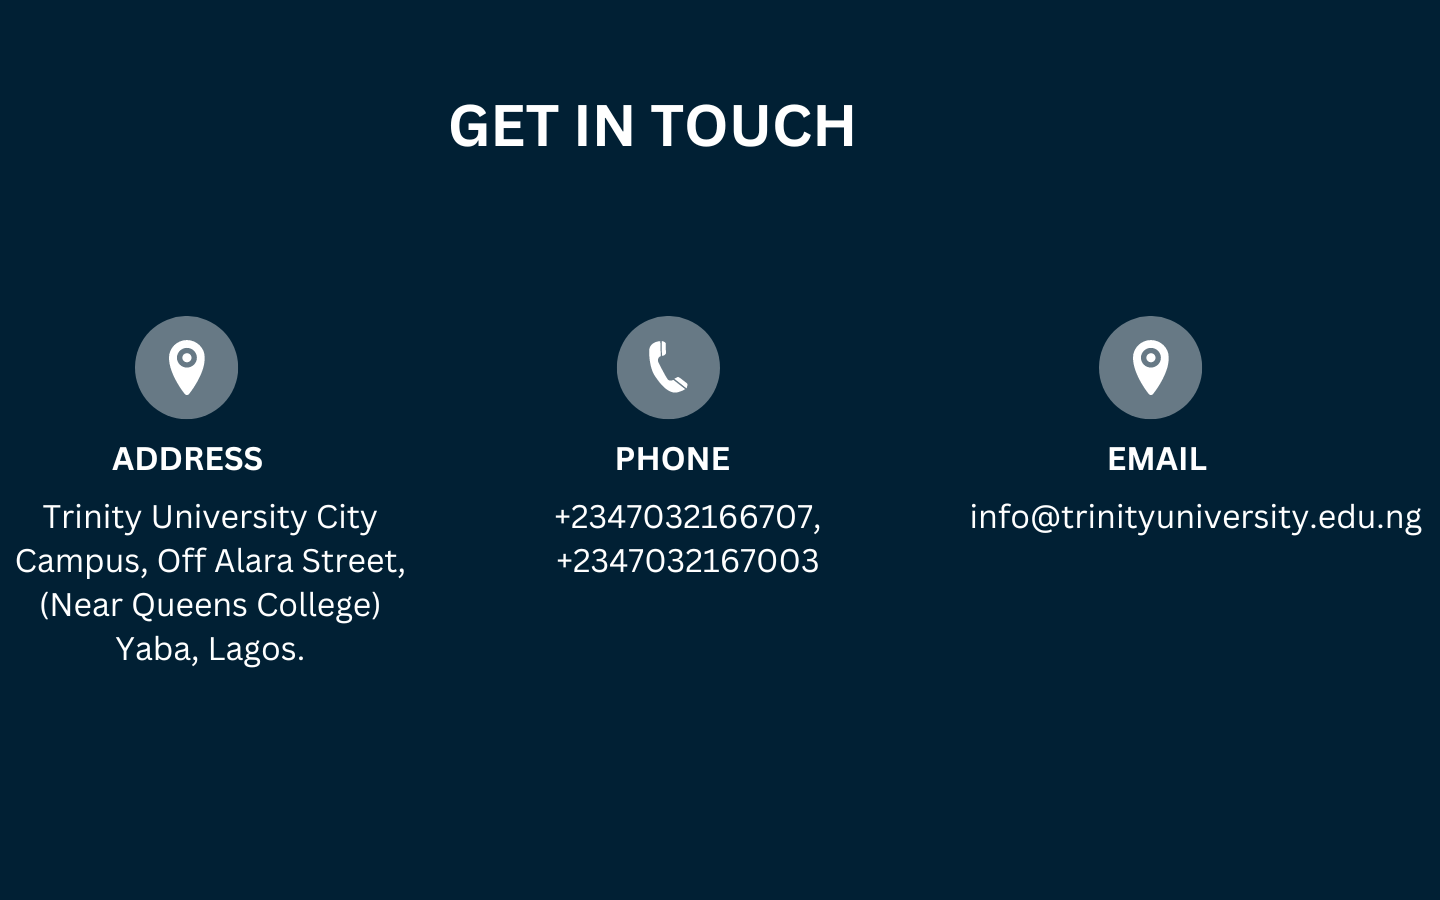 GET IN TOUCH
ADDRESS
Trinity University City
Campus, Off Alara Street,
(Near Queens College)
Yaba, Lagos.
PHONE
+2347032166707,
+2347032167003
EMAIL
info@trinityuniversity.edu.ng